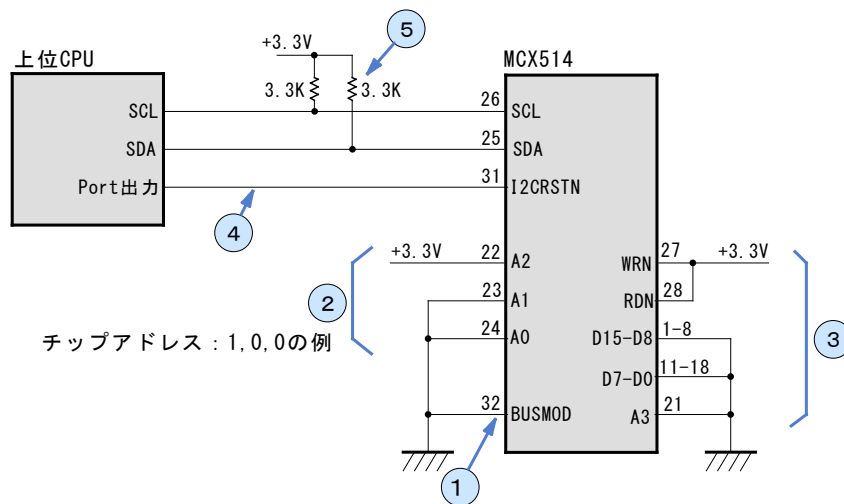 ⑤
+3.3V
上位CPU
MCX514
3.3K
3.3K
SCL
26
SCL
SDA
25
SDA
Port出力
31
I2CRSTN
④
+3.3V
22
A2
WRN
27
+3.3V
②
23
A1
RDN
28
チップアドレス：1,0,0の例
24
A0
D15-D8
1-8
③
D7-D0
11-18
32
BUSMOD
A3
21
①